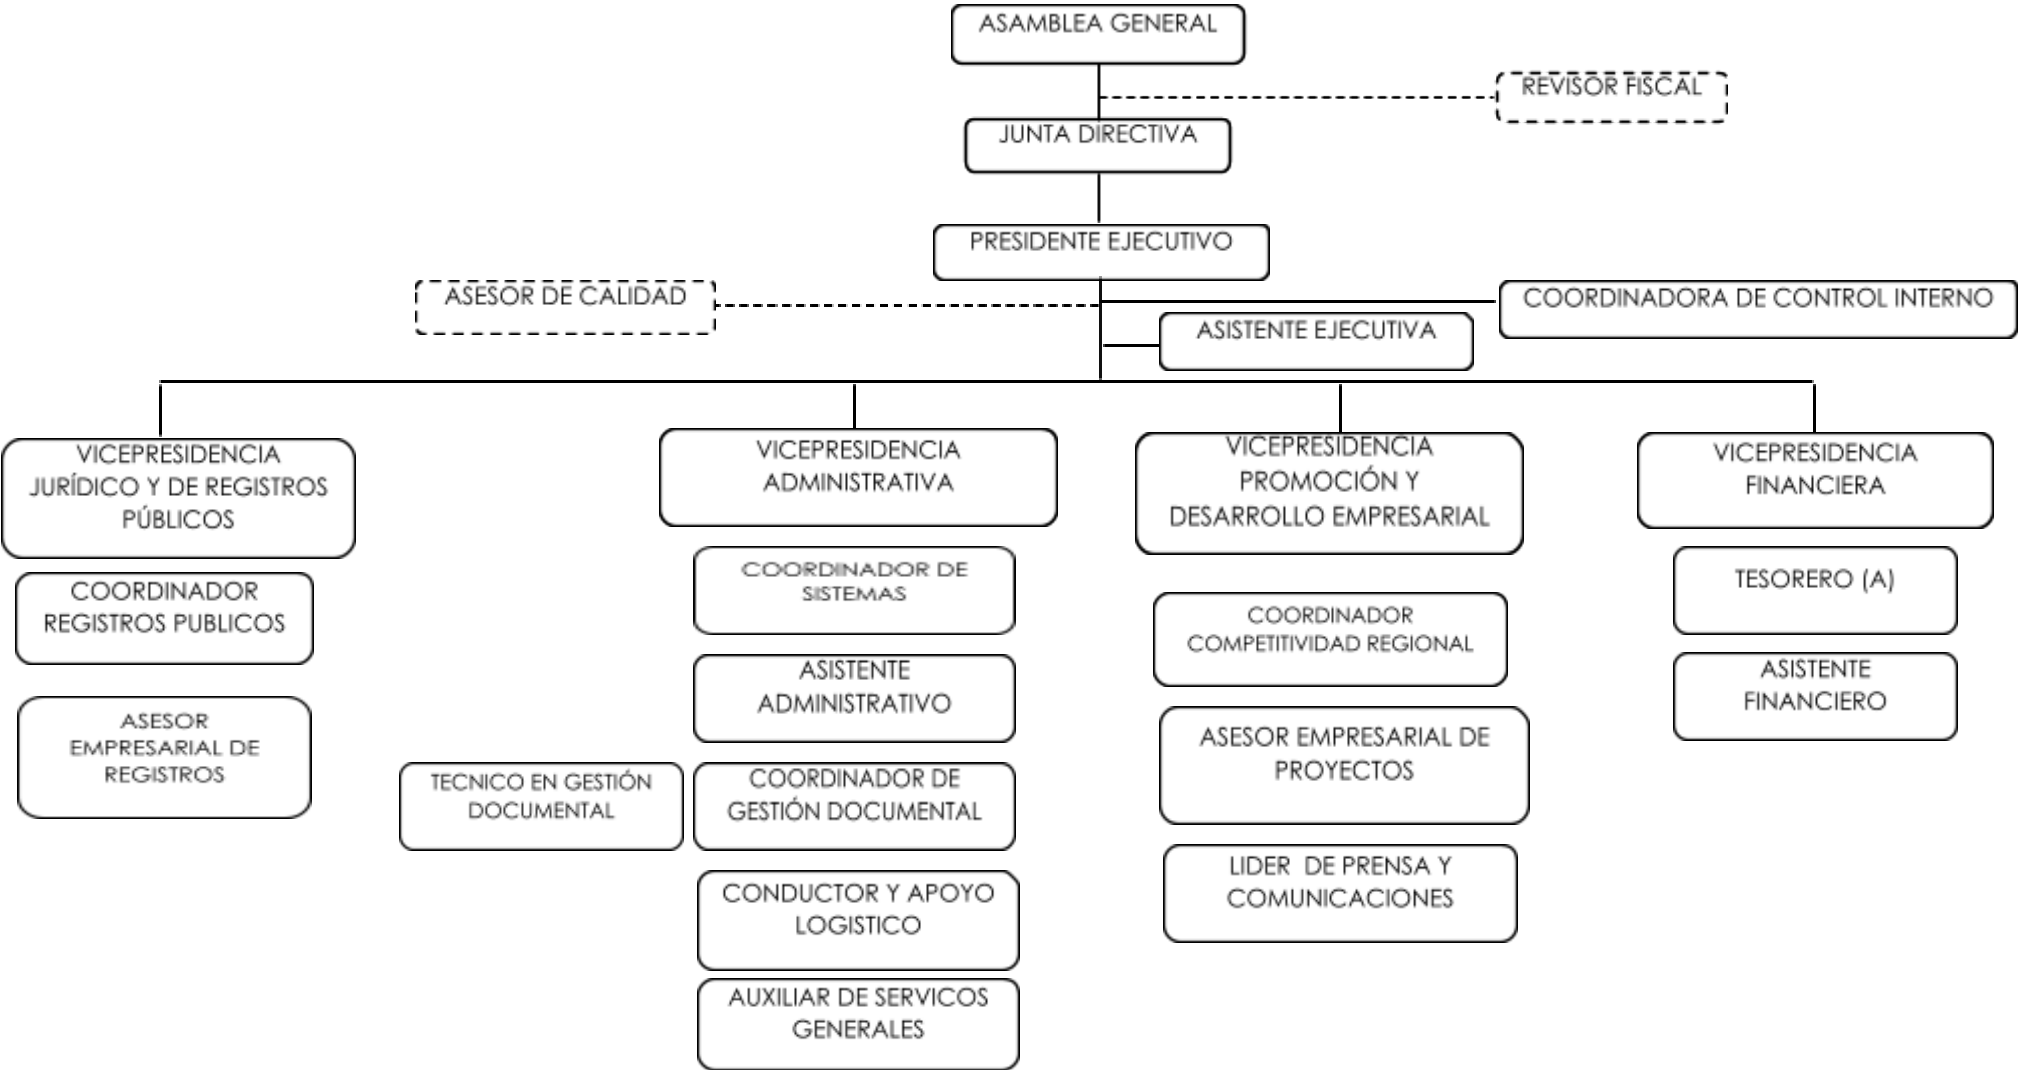 ASAMBLEA GENERAL
REVISOR FISCAL
JUNTA DIRECTIVA
PRESIDENTE EJECUTIVO
ASESOR DE CALIDAD
COORDINADORA DE CONTROL INTERNO
ASISTENTE EJECUTIVA
VICEPRESIDENCIA
JURÍDICO Y DE REGISTROS
PÚBLICOS
COORDINADOR
REGISTROS PUBLICOS
ASESOR
EMPRESARIAL DE
REGISTROS
VICEPRESIDENCIA
ADMINISTRATIVA
COORDINADOR DE
SISTEMAS
ASISTENTE
ADMINISTRATIVO
TECNICO EN GESTIÓN
DOCUMENTAL
COORDINADOR DE
GESTIÓN DOCUMENTAL
CONDUCTOR Y APOYO
LOGISTICO
AUXILIAR DE SERVICOS
GENERALES
VICEPRESIDENCIA
PROMOCIÓN Y
DESARROLLO EMPRESARIAL
COORDINADOR
COMPETITIVIDAD REGIONAL
ASESOR EMPRESARIAL DE
PROYECTOS
LIDER  DE PRENSA Y
COMUNICACIONES
VICEPRESIDENCIA
FINANCIERA
TESORERO (A)
ASISTENTE
FINANCIERO